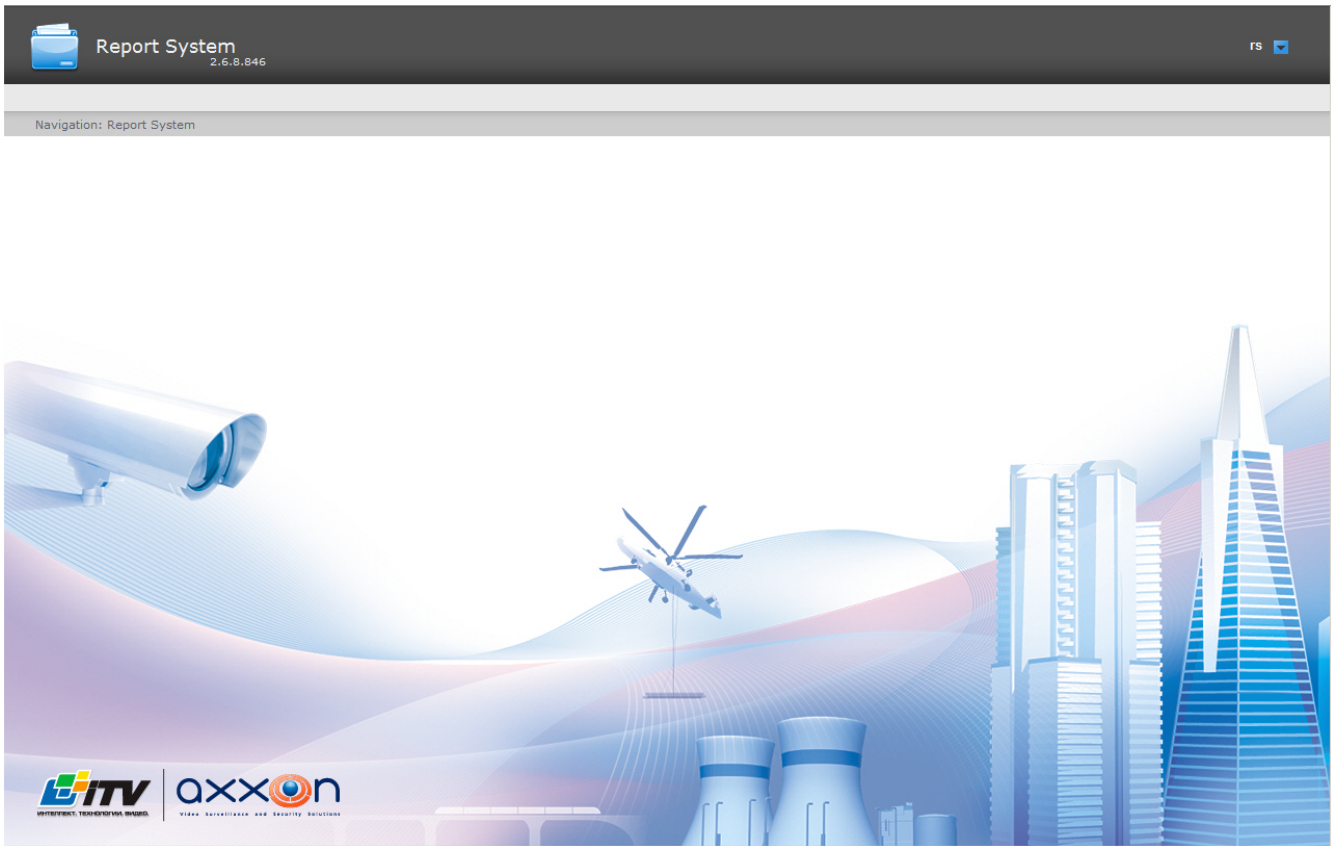 Report System
2.6.8.846
rs
Navigation: Report System
iTV
ИНТЕЛЛЕКТ. ТЕХНОЛОГИИ. ВИДЕО.
axxon
Video Surveillance and Security Solutions